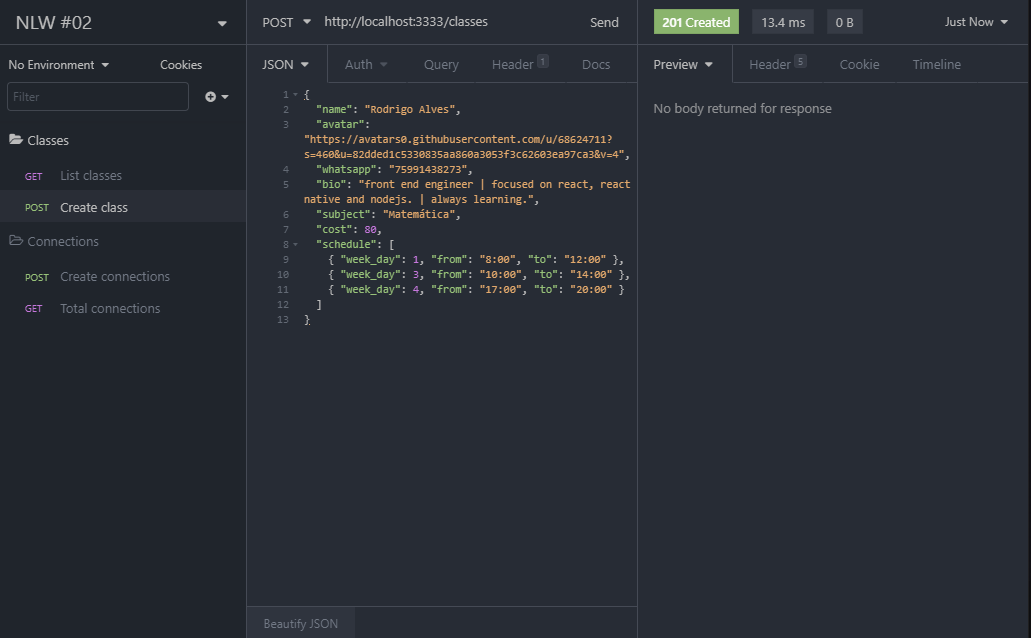 NLW #02
No Environment
Cookies
Filter
Classes
GET List classes
POST Create class
Connections
POST Create connections
GET Total connections
POST http://localhost:3333/classes Send
JSON Auth Query Header 1 Docs
1 {
2 "name": "Rodrigo Alves",
3 "avatar":
"https://avatars0.githubusercontent.com/u/68624711?
s=460&u=82dded1c5330835aa860a3053f3c62603ea97ca3&v=4",
4 "whatsapp": "75991438273",
5 "bio": "front end engineer | focused on react, react
native and nodejs. | always learning.",
6 "subject": "Matemática",
7 "cost": 80,
8 "schedule": [
9 { "week_day": 1, "from": "8:00", "to": "12:00" },
10 { "week_day": 3, "from": "10:00", "to": "14:00" },
11 { "week_day": 4, "from": "17:00", "to": "20:00" }
12 ]
13 }
Beautify JSON
201 Created 13.4 ms 0 B Just Now
Preview Header 5 Cookie Timeline
No body returned for response